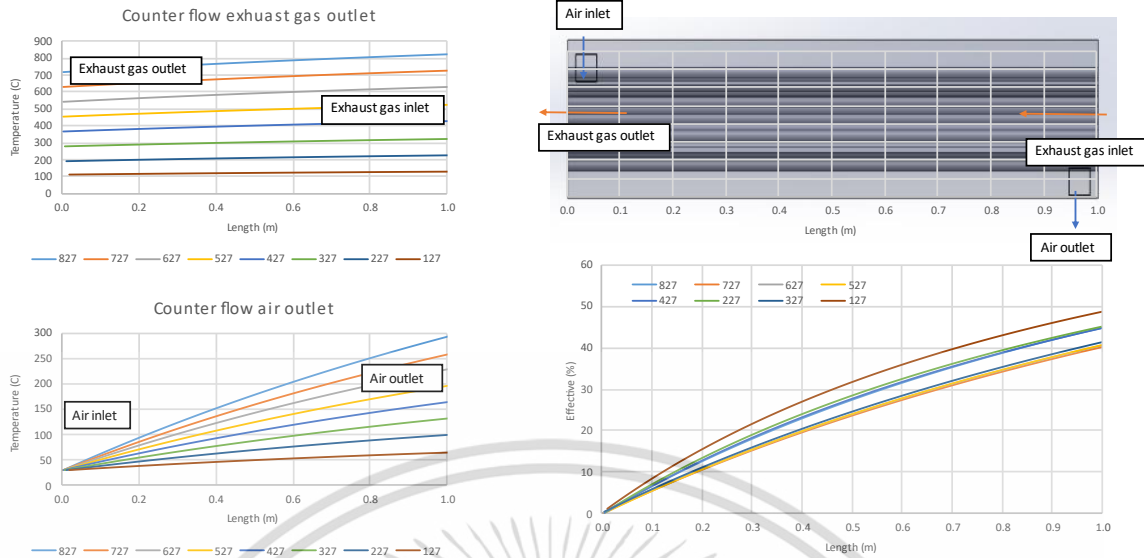 Counter flow exhuast gas outlet
900
800
700
600
500
400
300
200
100
0
Temperature (C)
Exhaust gas outlet
Exhaust gas inlet
0.0 0.2 0.4 0.6 0.8 1.0
Length (m)
827 727 627 527 427 327 227 127
Air inlet
Exhaust gas outlet
Exhaust gas inlet
0.0 0.1 0.2 0.3 0.4 0.5 0.6 0.7 0.8 0.9 1.0
Length (m)
Air outlet
Counter flow air outlet
300
250
200
150
100
50
0
Temperature (C)
Air inlet
Air outlet
0.0 0.2 0.4 0.6 0.8 1.0
Length (m)
827 727 627 527 427 327 227 127
60
50
40
30
20
10
0
Effective (%)
827 727 627 527
427 227 327 127
0.0 0.1 0.2 0.3 0.4 0.5 0.6 0.7 0.8 0.9 1.0
Length (m)